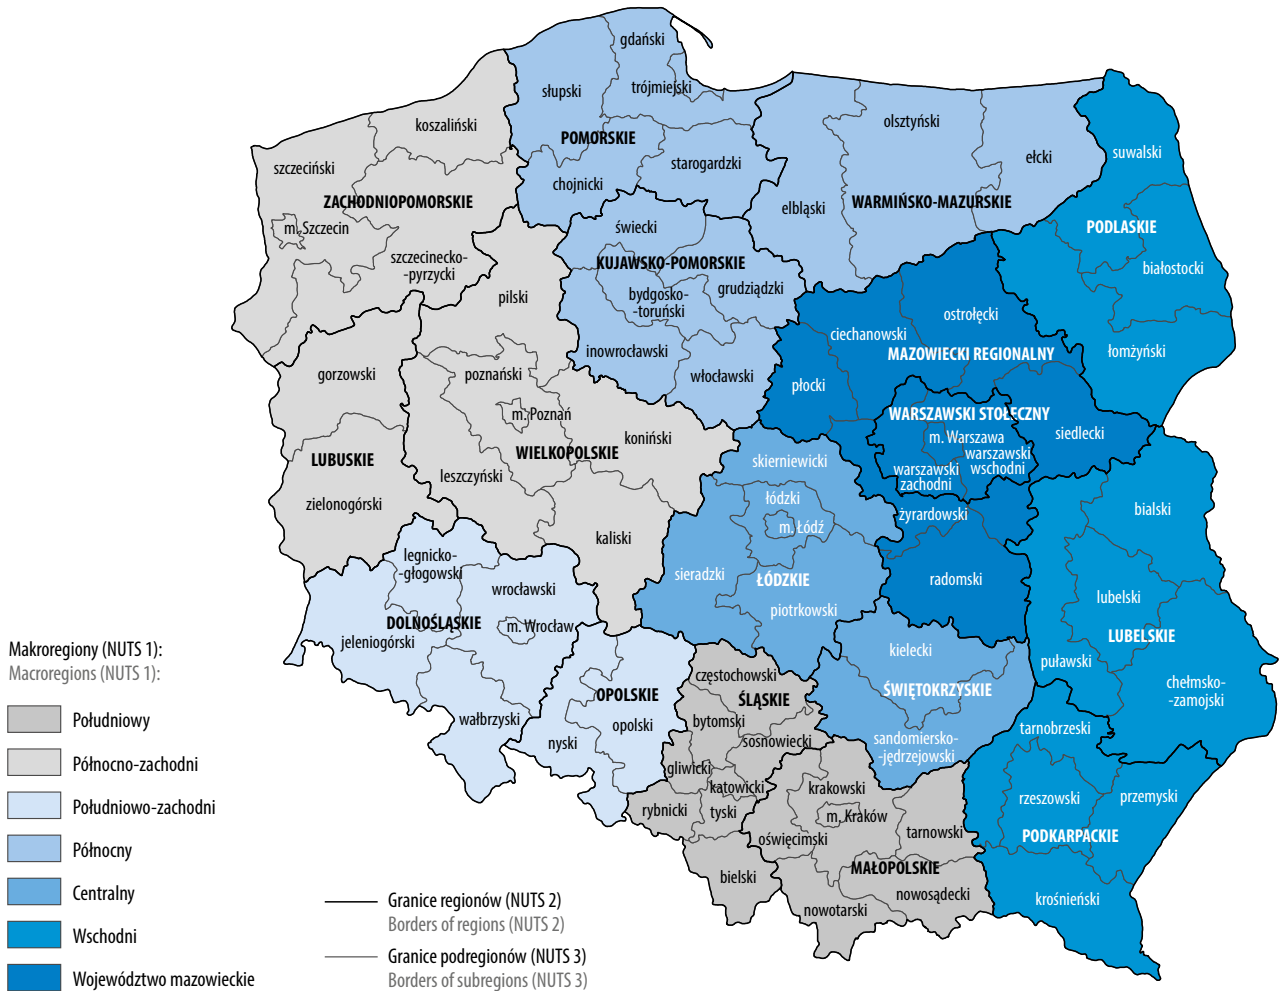 gdański
słupski
trójmiejski
koszaliński
olsztyński
POMORSKIE
szczeciński
starogardzki
ełcki
suwalski
chojnicki
ZACHODNIOPOMORSKIE
elbląski
WARMIŃSKO-MAZURSKIE
m. Szczecin
świecki
PODLASKIE
szczecinecko-
-pyrzycki
KUJAWSKO-POMORSKIE
białostocki
pilski
bydgosko-
-toruński
grudziądzki
ostrołęcki
ciechanowski
inowrocławski
MAZOWIECKI REGIONALNY
łomżyński
gorzowski
poznański
włocławski
płocki
m. Poznań
WARSZAWSKI STOŁECZNY
koniński
m. Warszawa
siedlecki
LUBUSKIE
WIELKOPOLSKIE
skierniewicki
warszawski
wschodni
leszczyński
warszawski
zachodni
zielonogórski
łódzki
żyrardowski
bialski
m. Łódź
kaliski
legnicko-
-głogowski
sieradzki
ŁÓDZKIE
radomski
wrocławski
lubelski
piotrkowski
DOLNOŚLĄSKIE
m. Wrocław
jeleniogórski
LUBELSKIE
kielecki
puławski
Makroregiony (NUTS 1):
Macroregions (NUTS 1):
częstochowski
chełmsko-
-zamojski
OPOLSKIE
ŚLĄSKIE
ŚWIĘTOKRZYSKIE
wałbrzyski
opolski
bytomski
tarnobrzeski
nyski
sosnowiecki
sandomiersko-
-jędrzejowski
gliwicki
katowicki
krakowski
rzeszowski
przemyski
rybnicki
tyski
m. Kraków
oświęcimski
tarnowski
PODKARPACKIE
bielski
MAŁOPOLSKIE
nowosądecki
krośnieński
nowotarski
Południowy
Północno-zachodni
Południowo-zachodni
Północny
Centralny
Wschodni
Województwo mazowieckie
Granice regionów (NUTS 2)
Borders of regions (NUTS 2)
Granice podregionów (NUTS 3)
Borders of subregions (NUTS 3)